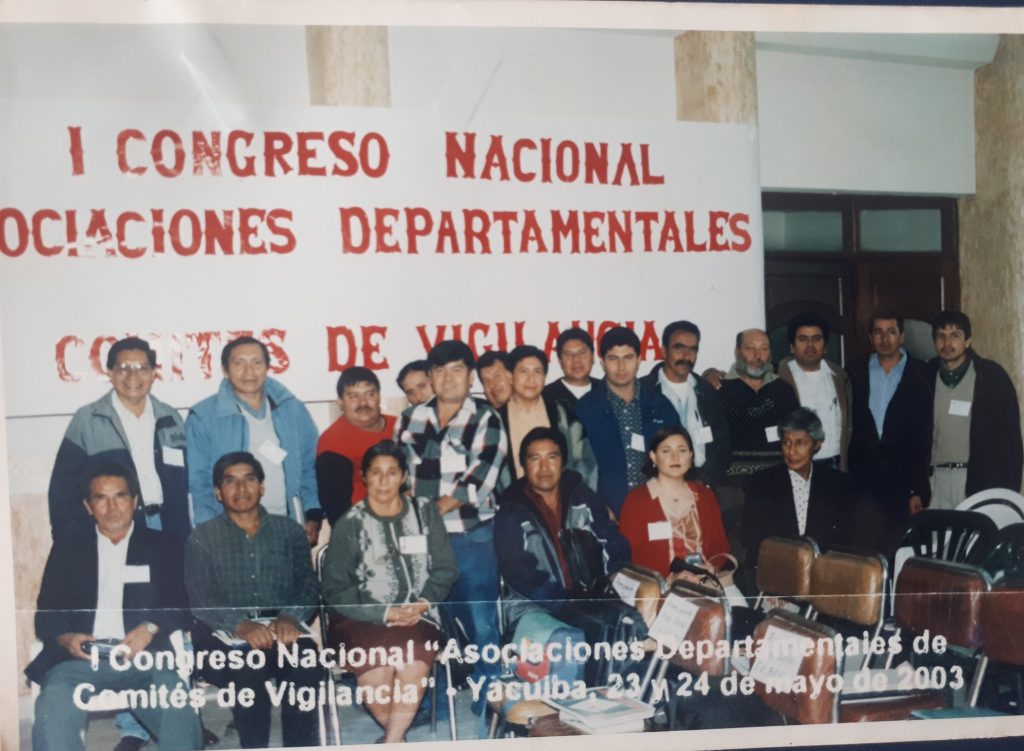 I CONGRESO NACIONAL
OCIACIONES DEPARTAMENTALES
COMITES DE VIGILANCIA
I Congreso Nacional “Asociaciones Departamentales de
Comités de Vigilancia” - Yacuiba, 23 y 24 de mayo de 2003